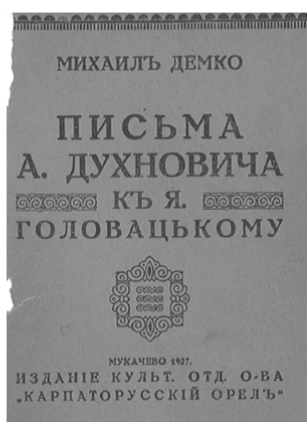 МИХАИЛЪ ДЕМКО
ПИСЬМА
А. ДУХНОВИЧА
КЪ Я.
ГОЛОВАЦЬКОМУ
МУКАЧЕВО 1927.
ИЗДАНІЕ КУЛЬТ. ОТД. О-ВА
„КАРПАТОРУССКІЙ ОРЕЛЪ“